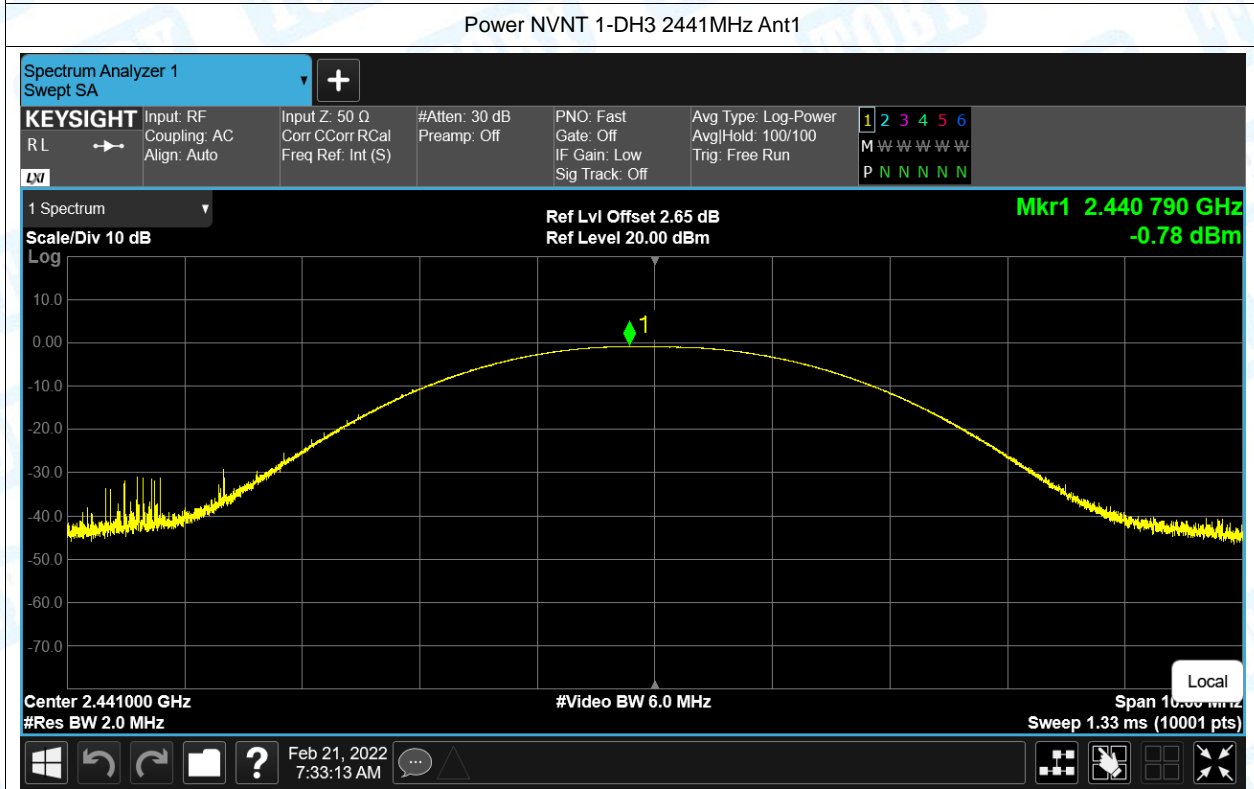 Power NVNT 1-DH3 2441MHz Ant1
Spectrum Analyzer 1
Swept SA
KEYSIGHT
R L
LXI
Input: RF
Coupling: AC
Align: Auto
Input Z: 50 Ω
Corr CCorr RCal
Freq Ref: Int (S)
#Atten: 30 dB
Preamp: Off
PNO: Fast
Gate: Off
IF Gain: Low
Sig Track: Off
Avg Type: Log-Power
Avg|Hold: 100/100
Trig: Free Run
1 2 3 4 5 6
M W W W W W
P N N N N N
1 Spectrum
Scale/Div 10 dB
Log
Ref Lvl Offset 2.65 dB
Ref Level 20.00 dBm
Mkr1 2.440 790 GHz
-0.78 dBm
1
10.0
0.00
-10.0
-20.0
-30.0
-40.0
-50.0
-60.0
-70.0
Local
Center 2.441000 GHz
#Res BW 2.0 MHz
#Video BW 6.0 MHz
Span 10.00 MHz
Sweep 1.33 ms (10001 pts)
?
Feb 21, 2022
7:33:13 AM